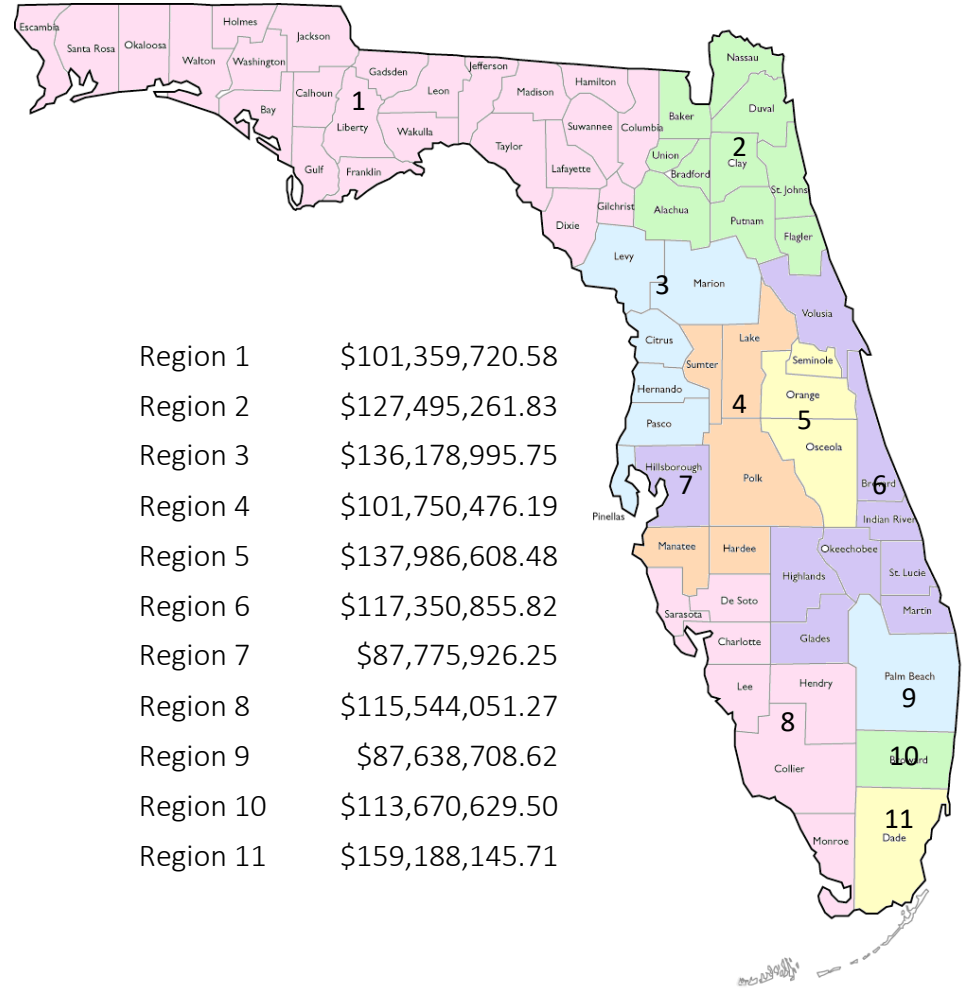 Escambia
Santa Rosa
Okaloosa
Walton
Holmes
Washington
Jackson
Bay
Calhoun
Gulf
1
Liberty
Gadsden
Franklin
Leon
Wakulla
Jefferson
Madison
Taylor
Hamilton
Suwannee
Lafayette
Columbia
Gilchrist
Dixie
Nassau
Baker
Duval
2
Clay
Union
Bradford
St. Johns
Alachua
Putnam
Flagler
Levy
3
Marion
Volusia
Citrus
Sumter
Lake
Seminole
Hernando
4
Orange
5
Pasco
Osceola
Hillsborough
7
Polk
6
Pinellas
Indian River
Manatee
Hardee
Highlands
Okeechobee
St. Lucie
Sarasota
De Soto
Martin
Charlotte
Glades
Lee
Hendry
Palm Beach
9
8
Collier
10
Broward
11
Dade
Monroe
Region 1 $101,359,720.58
Region 2 $127,495,261.83
Region 3 $136,178,995.75
Region 4 $101,750,476.19
Region 5 $137,986,608.48
Region 6 $117,350,855.82
Region 7 $87,775,926.25
Region 8 $115,544,051.27
Region 9 $87,638,708.62
Region 10 $113,670,629.50
Region 11 $159,188,145.71